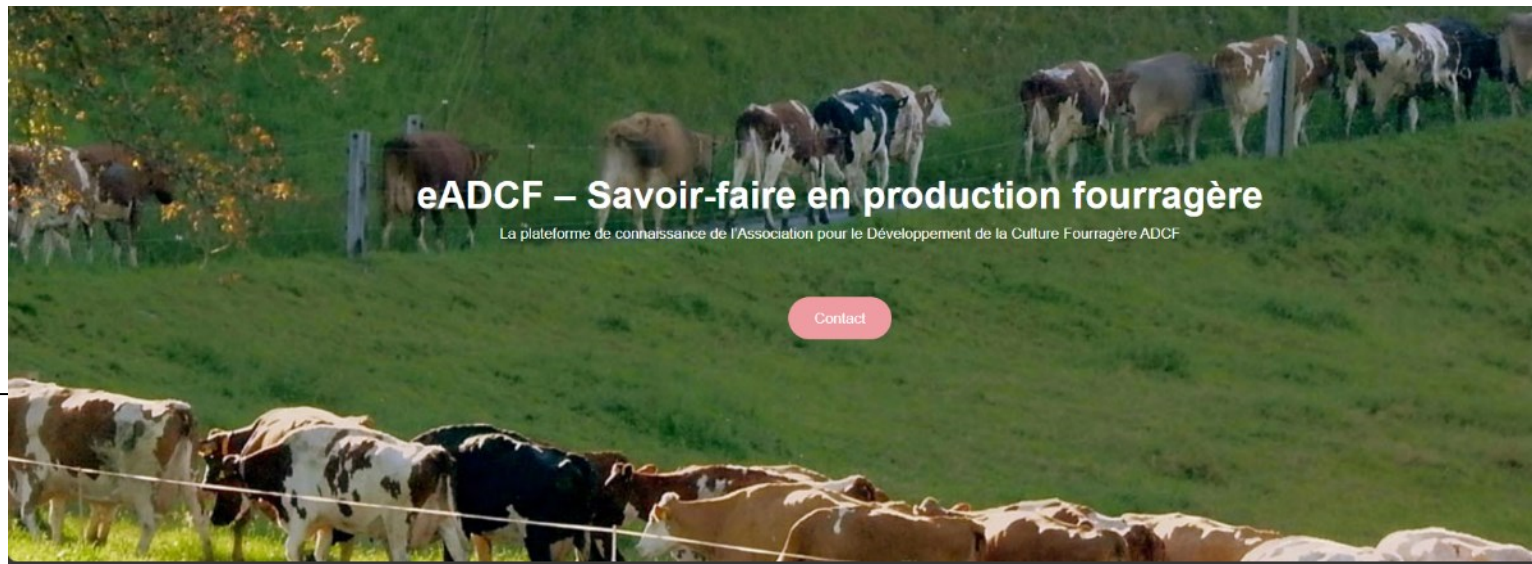 eADCF – Savoir-faire en production fourragère
La plateforme de connaissance de l'Association pour le Développement de la Culture Fourragère ADCF
Contact